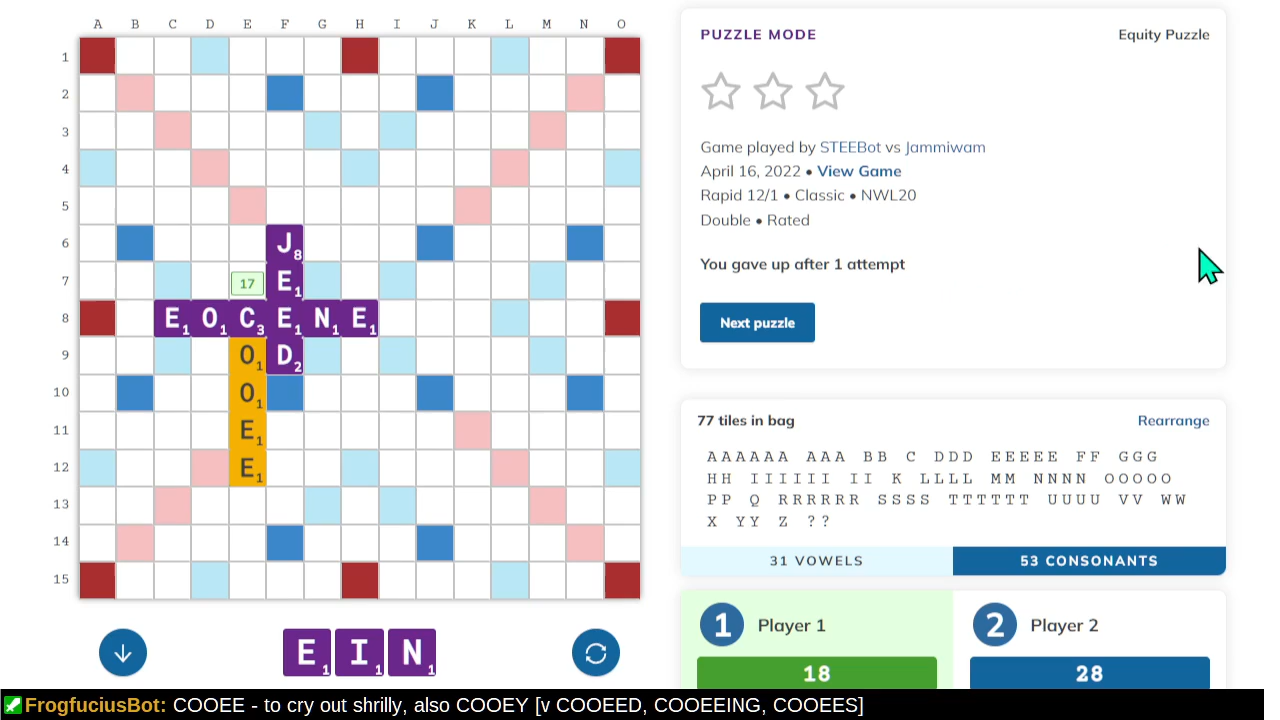 A B C D E F G H I J K L M N O
1
2
3
4
5
6 J8
7 17 E1
8 E1 O1 C3 E1 N1 E1
9 O1 D2
10 O1
11 E1
12 E1
13
14
15
E1 I1 N1
PUZZLE MODE Equity Puzzle
Game played by STEEBot vs Jammiwam
April 16, 2022 • View Game
Rapid 12/1 • Classic • NWL20
Double • Rated
You gave up after 1 attempt
Next puzzle
77 tiles in bag Rearrange
AAAAAA AAA BB C DDD EEEEE FF GGG
HH IIIIII II K LLLL MM NNNN OOOOO
PP Q RRRRRR SSSS TTTTTT UUUU VV WW
X YY Z ??
31 VOWELS 53 CONSONANTS
1 Player 1 2 Player 2
18 28
FrogfuciusBot: COOEE - to cry out shrilly, also COOEY [v COOEED, COOEEING, COOEES]